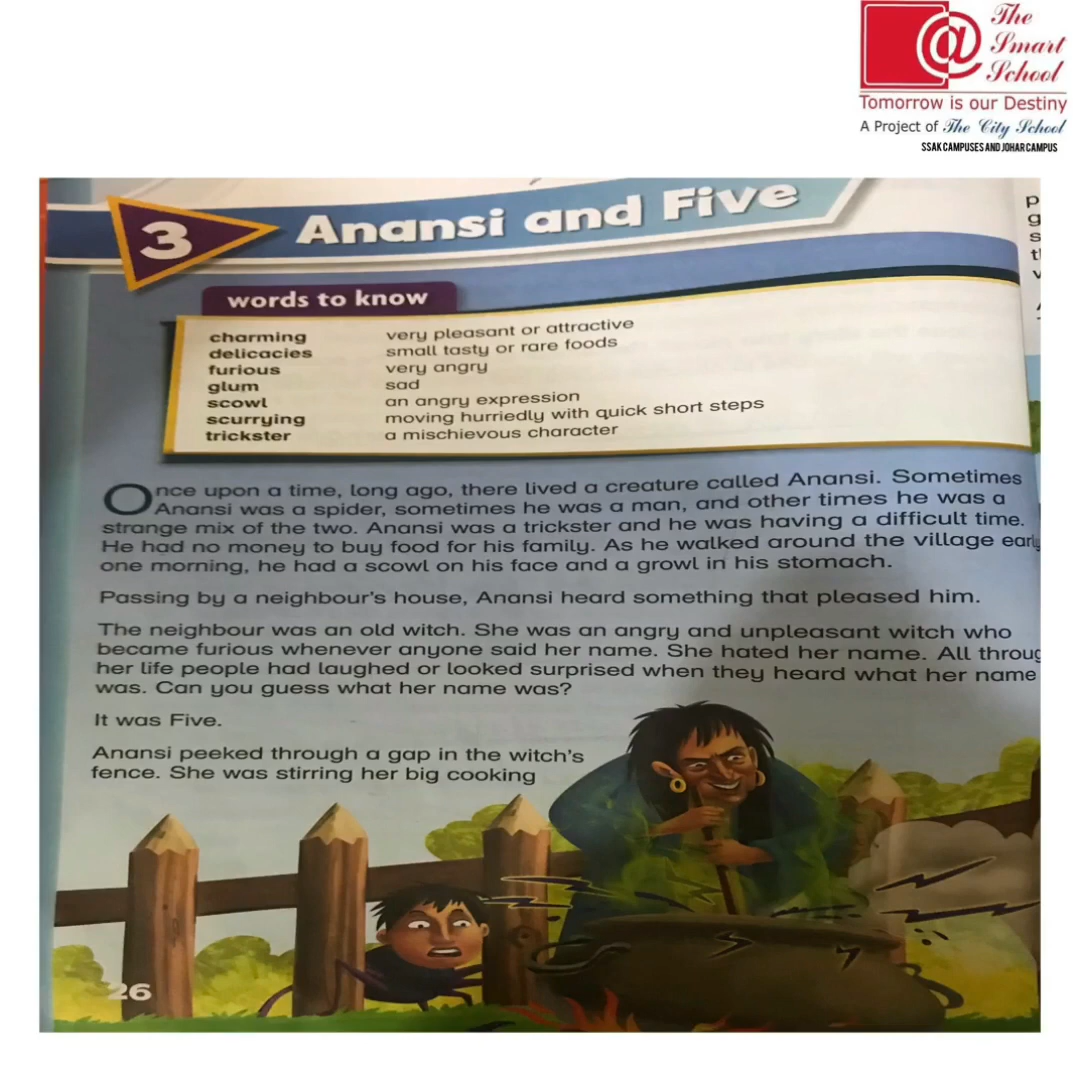 The
Smart
School
Tomorrow is our Destiny
A Project of The City School
SSAK CAMPUSES AND JOHAR CAMPUS
3 Anansi and Five
words to know
charming very pleasant or attractive
delicacies small tasty or rare foods
furious very angry
glum sad
scowl an angry expression
scurrying moving hurriedly with quick short steps
trickster a mischievous character
Once upon a time, long ago, there lived a creature called Anansi. Sometimes
Anansi was a spider, sometimes he was a man, and other times he was a
strange mix of the two. Anansi was a trickster and he was having a difficult time.
He had no money to buy food for his family. As he walked around the village early
one morning, he had a scowl on his face and a growl in his stomach.
Passing by a neighbour's house, Anansi heard something that pleased him.
The neighbour was an old witch. She was an angry and unpleasant witch who
became furious whenever anyone said her name. She hated her name. All throug
her life people had laughed or looked surprised when they heard what her name
was. Can you guess what her name was?
It was Five.
Anansi peeked through a gap in the witch's
fence. She was stirring her big cooking
26